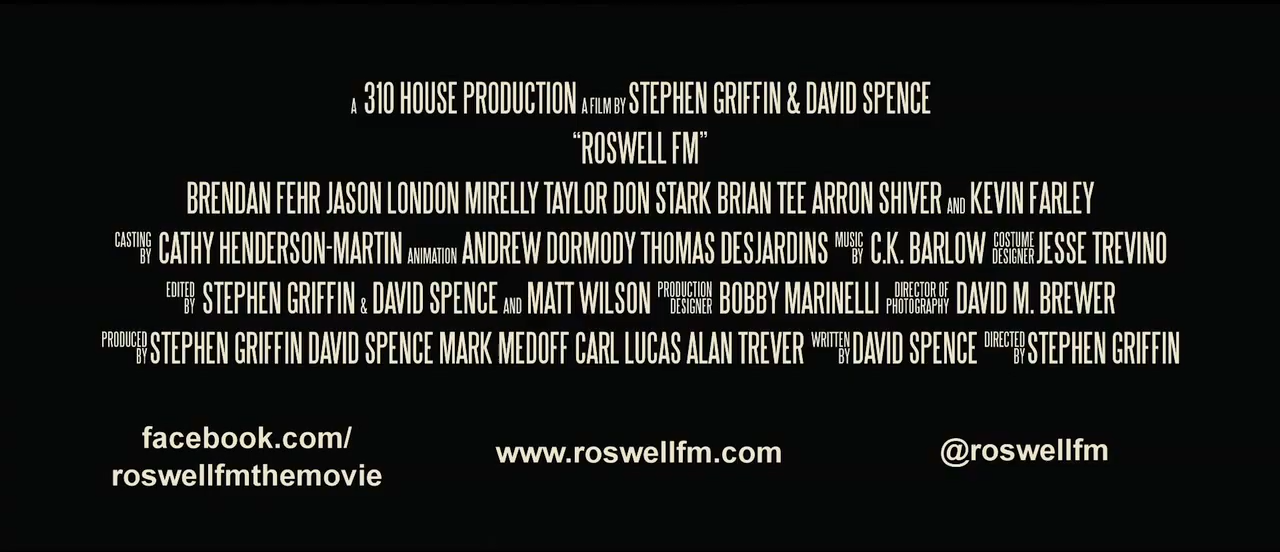 A 310 HOUSE PRODUCTION A FILM BY STEPHEN GRIFFIN & DAVID SPENCE
“ROSWELL FM”
BRENDAN FEHR JASON LONDON MIRELLY TAYLOR DON STARK BRIAN TEE ARRON SHIVER AND KEVIN FARLEY
CASTING BY CATHY HENDERSON-MARTIN ANIMATION ANDREW DORMODY THOMAS DESJARDINS MUSIC BY C.K. BARLOW COSTUME DESIGNER JESSE TREVINO
EDITED BY STEPHEN GRIFFIN & DAVID SPENCE AND MATT WILSON PRODUCTION DESIGNER BOBBY MARINELLI DIRECTOR OF PHOTOGRAPHY DAVID M. BREWER
PRODUCED BY STEPHEN GRIFFIN DAVID SPENCE MARK MEDOFF CARL LUCAS ALAN TREVER WRITTEN BY DAVID SPENCE DIRECTED BY STEPHEN GRIFFIN
facebook.com/
roswellfmthemovie
www.roswellfm.com
@roswellfm